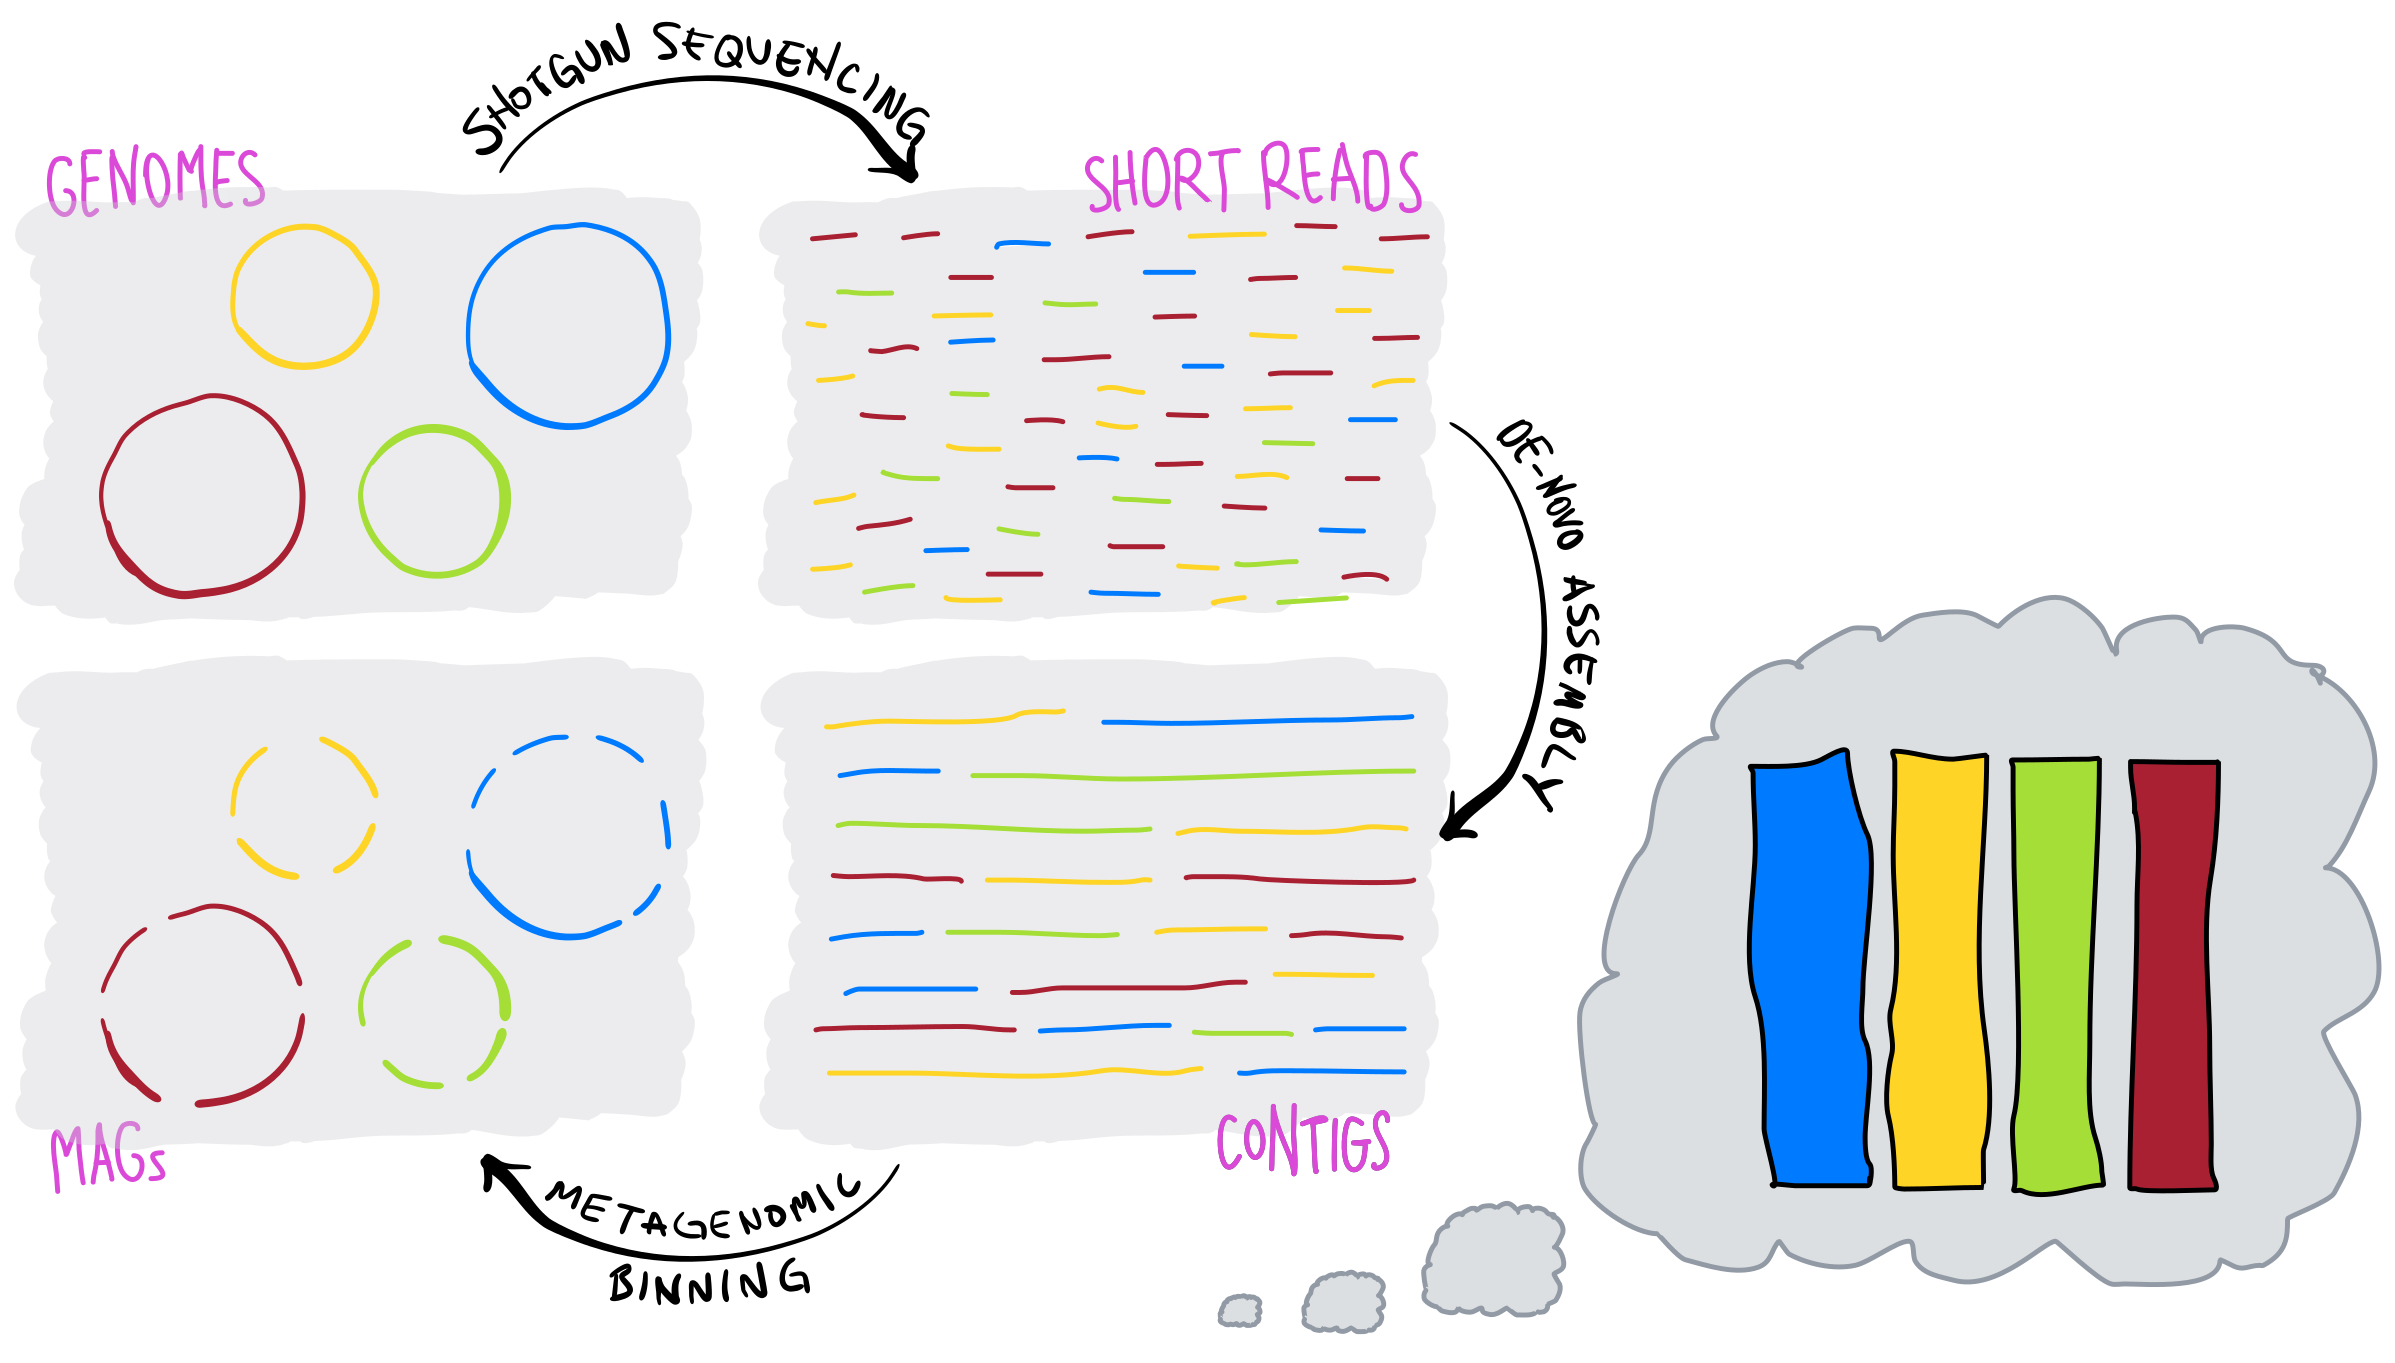 SHOTGUN SEQUENCING
GENOMES
SHORT READS
DE-NOVO ASSEMBLY
CONTIGS
METAGENOMIC
BINNING
MAGs